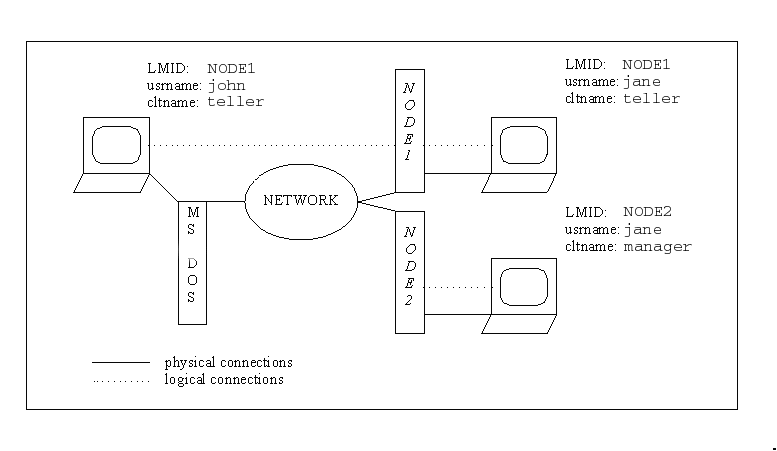 LMID: NODE1
usrname: john
cltname: teller
NODE1
LMID: NODE1
usrname: jane
cltname: teller
NETWORK
MS DOS
NODE2
LMID: NODE2
usrname: jane
cltname: manager
physical connections
logical connections